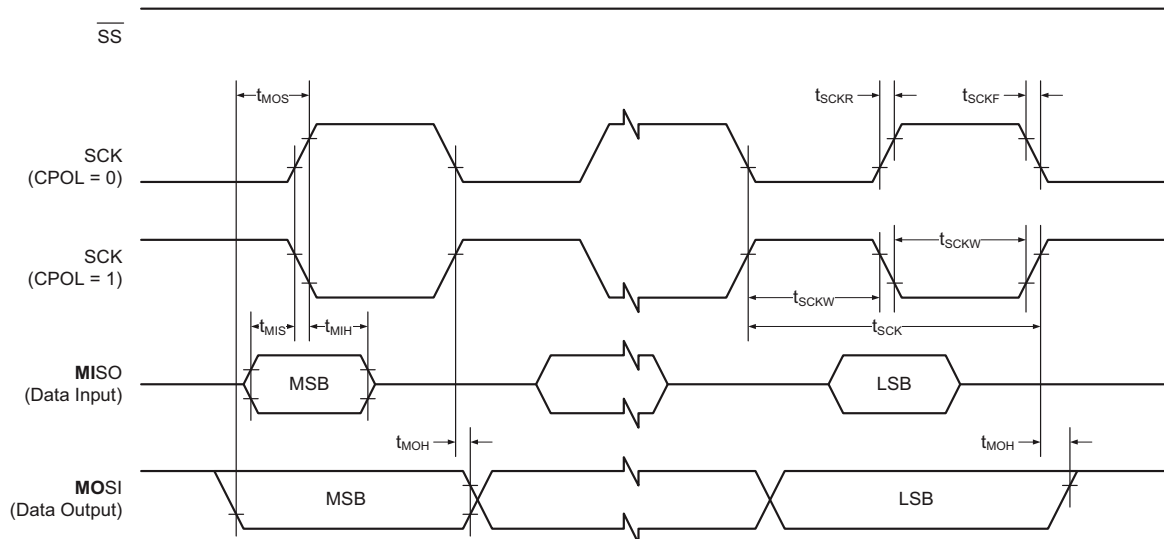 SS
tMOS
tSCKR
tSCKF
SCK
(CPOL = 0)
SCK
(CPOL = 1)
tSCKW
tSCKW
tSCK
tMIS
tMIH
MISO
(Data Input)
MSB
LSB
tMOH
tMOH
MOSI
(Data Output)
MSB
LSB